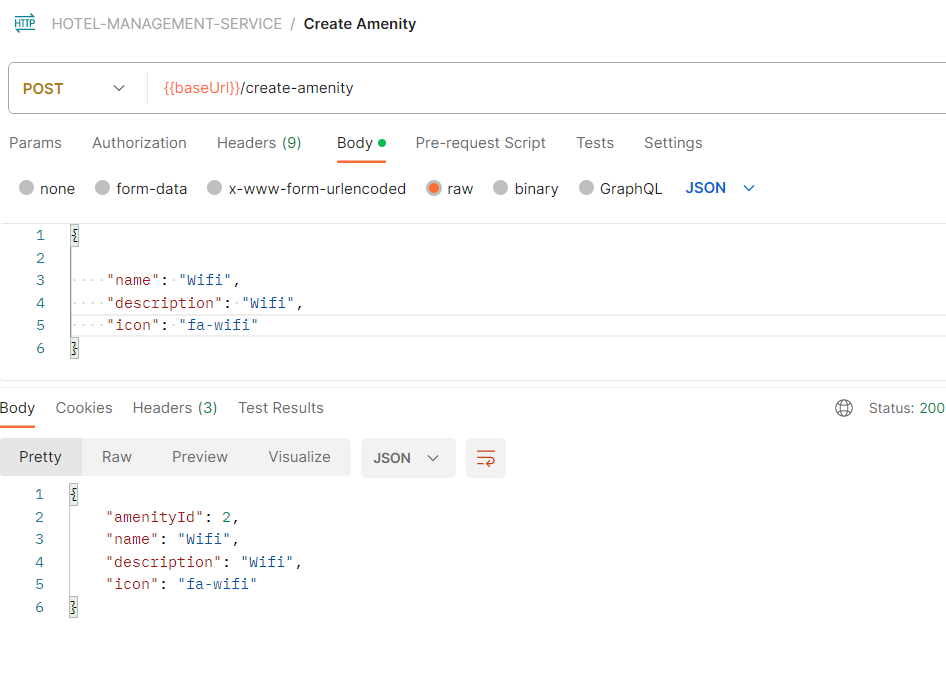 HTTP HOTEL-MANAGEMENT-SERVICE / Create Amenity
POST {{baseUrl}}/create-amenity
Params Authorization Headers (9) Body Pre-request Script Tests Settings
none form-data x-www-form-urlencoded raw binary GraphQL JSON
1 {
2
3 "name": "Wifi",
4 "description": "Wifi",
5 "icon": "fa-wifi"
6 }
Body Cookies Headers (3) Test Results Status: 200
Pretty Raw Preview Visualize JSON
1 {
2 "amenityId": 2,
3 "name": "Wifi",
4 "description": "Wifi",
5 "icon": "fa-wifi"
6 }